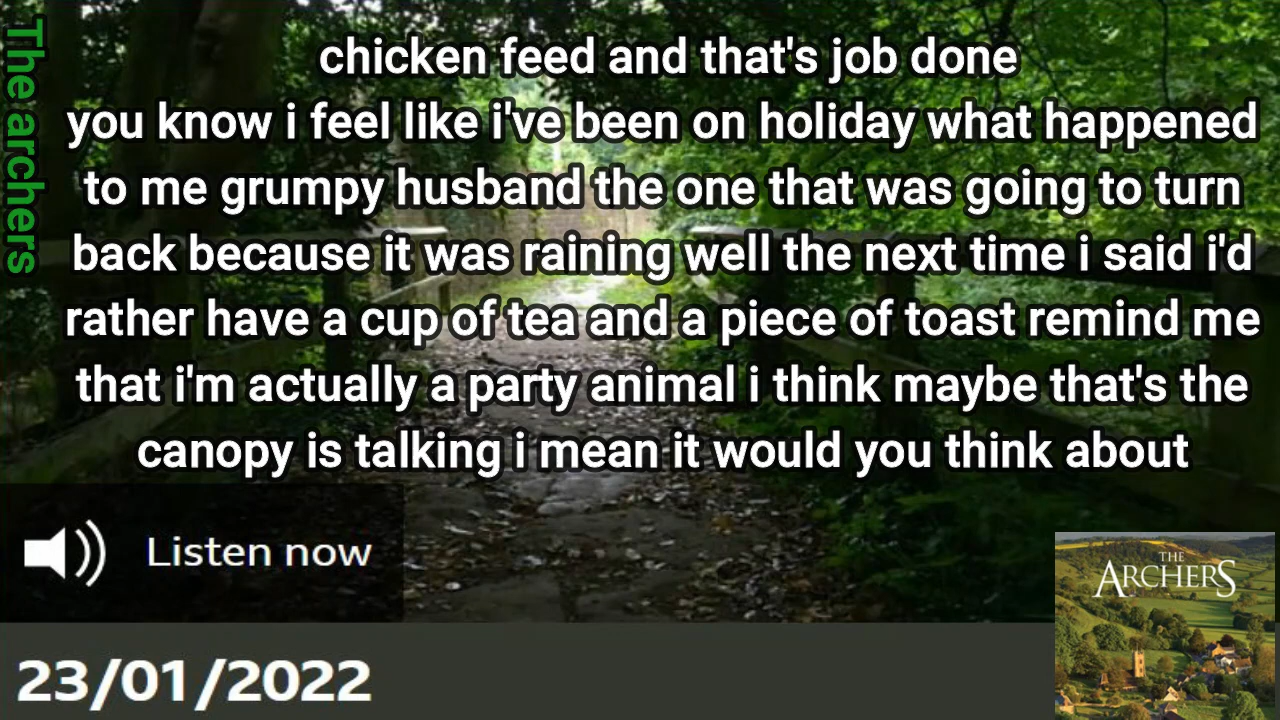 The archers
chicken feed and that's job done
you know i feel like i've been on holiday what happened
to me grumpy husband the one that was going to turn
back because it was raining well the next time i said i'd
rather have a cup of tea and a piece of toast remind me
that i'm actually a party animal i think maybe that's the
canopy is talking i mean it would you think about
Listen now
THE
ARCHERS
23/01/2022